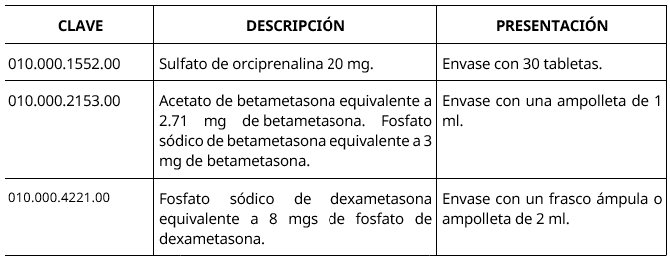 CLAVE DESCRIPCIÓN PRESENTACIÓN
010.000.1552.00 Sulfato de orciprenalina 20 mg. Envase con 30 tabletas.
010.000.2153.00 Acetato de betametasona equivalente a Envase con una ampolleta de 1
2.71 mg de betametasona. Fosfato ml.
sódico de betametasona equivalente a 3
mg de betametasona.
010.000.4221.00 Fosfato sódico de dexametasona Envase con un frasco ámpula o
equivalente a 8 mgs de fosfato de ampolleta de 2 ml.
dexametasona.